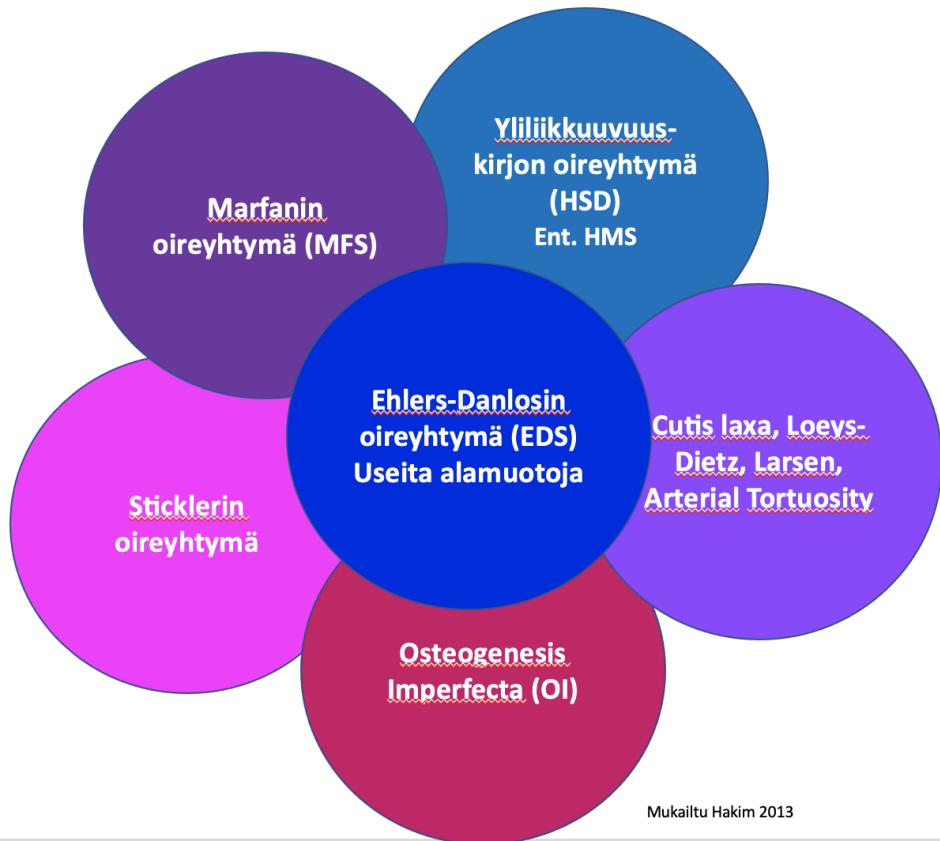 Yliliikkuuvuus-
kirjon oireyhtymä
(HSD)
Ent. HMS
Marfanin
oireyhtymä (MFS)
Ehlers-Danlosin
oireyhtymä (EDS)
Useita alamuotoja
Cutis laxa, Loeys-
Dietz, Larsen,
Arterial Tortuosity
Sticklerin
oireyhtymä
Osteogenesis
Imperfecta (OI)
Mukailtu Hakim 2013